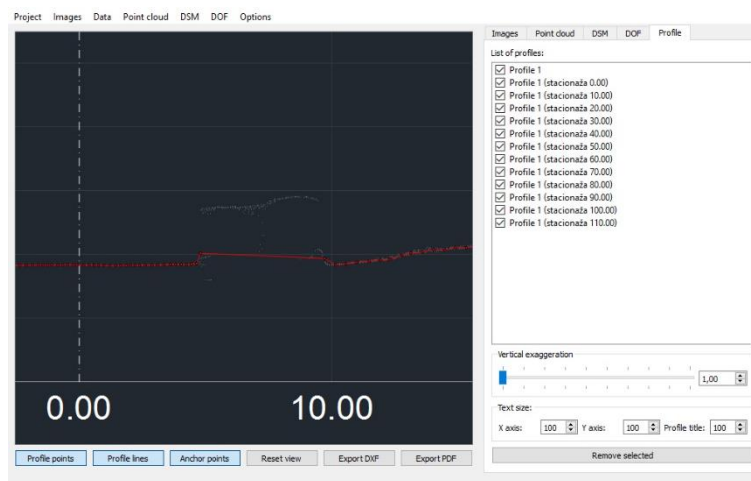 Project Images Data Point cloud DSM DOF Options
Images Point cloud DSM DOF Profile
List of profiles:
Profile 1
Profile 1 (stacionaža 0.00)
Profile 1 (stacionaža 10.00)
Profile 1 (stacionaža 20.00)
Profile 1 (stacionaža 30.00)
Profile 1 (stacionaža 40.00)
Profile 1 (stacionaža 50.00)
Profile 1 (stacionaža 60.00)
Profile 1 (stacionaža 70.00)
Profile 1 (stacionaža 80.00)
Profile 1 (stacionaža 90.00)
Profile 1 (stacionaža 100.00)
Profile 1 (stacionaža 110.00)
Vertical exaggeration
1,00
0.00 10.00
Text size:
X axis: 100 Y axis: 100 Profile title: 100
Profile points Profile lines Anchor points Reset view Export DXF Export PDF
Remove selected